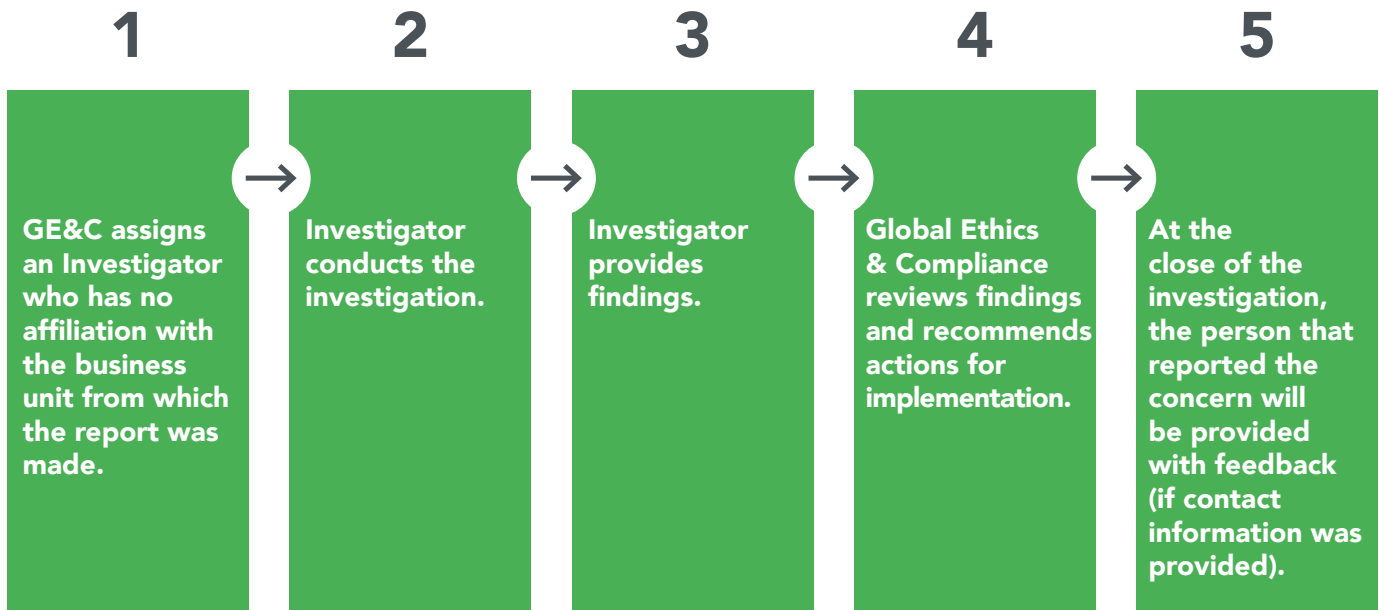 1
GE&C assigns
an Investigator
who has no
affiliation with
the business
unit from which
the report was
made.
2
Investigator
conducts the
investigation.
3
Investigator
provides
findings.
4
Global Ethics
& Compliance
reviews findings
and recommends
actions for
implementation.
5
At the
close of the
investigation,
the person that
reported the
concern will
be provided
with feedback
(if contact
information was
provided).